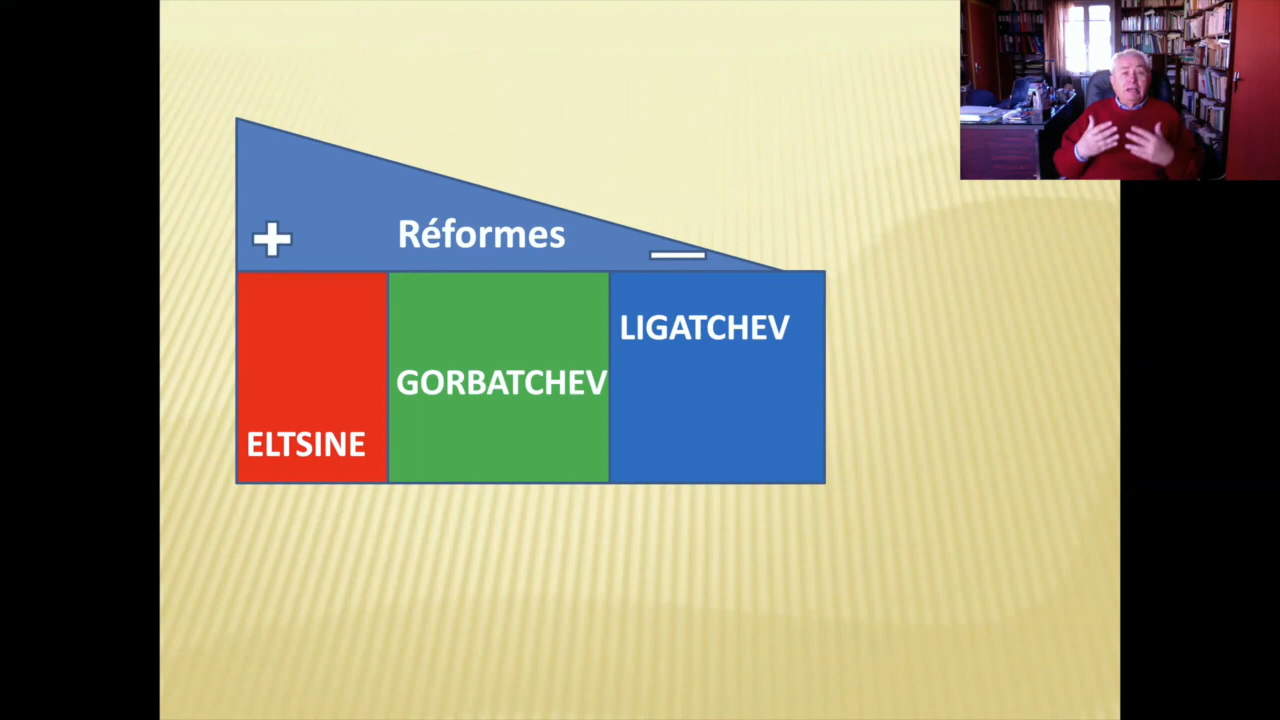 + Réformes —
LIGATCHEV
GORBATCHEV
ELTSINE